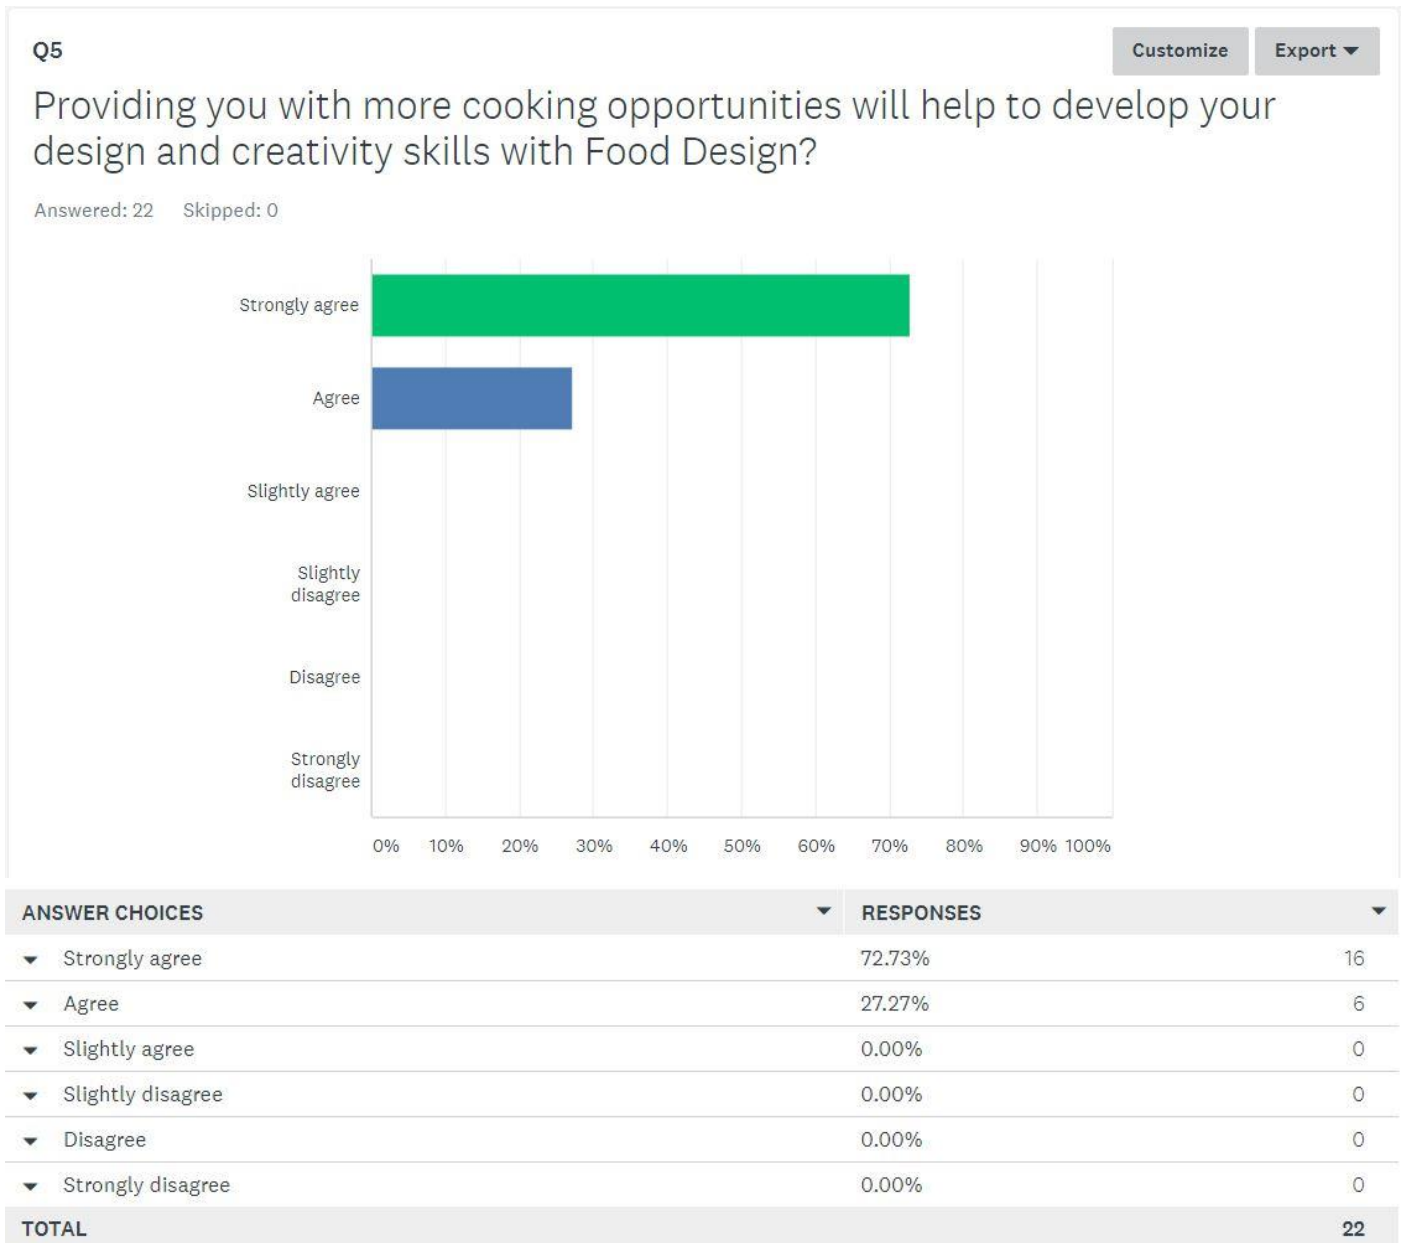 Q5
Customize
Export
Providing you with more cooking opportunities will help to develop your
design and creativity skills with Food Design?
Answered: 22 Skipped: 0
Strongly agree
Agree
Slightly agree
Slightly
disagree
Disagree
Strongly
disagree
0% 10% 20% 30% 40% 50% 60% 70% 80% 90% 100%
ANSWER CHOICES RESPONSES
Strongly agree 72.73% 16
Agree 27.27% 6
Slightly agree 0.00% 0
Slightly disagree 0.00% 0
Disagree 0.00% 0
Strongly disagree 0.00% 0
TOTAL 22